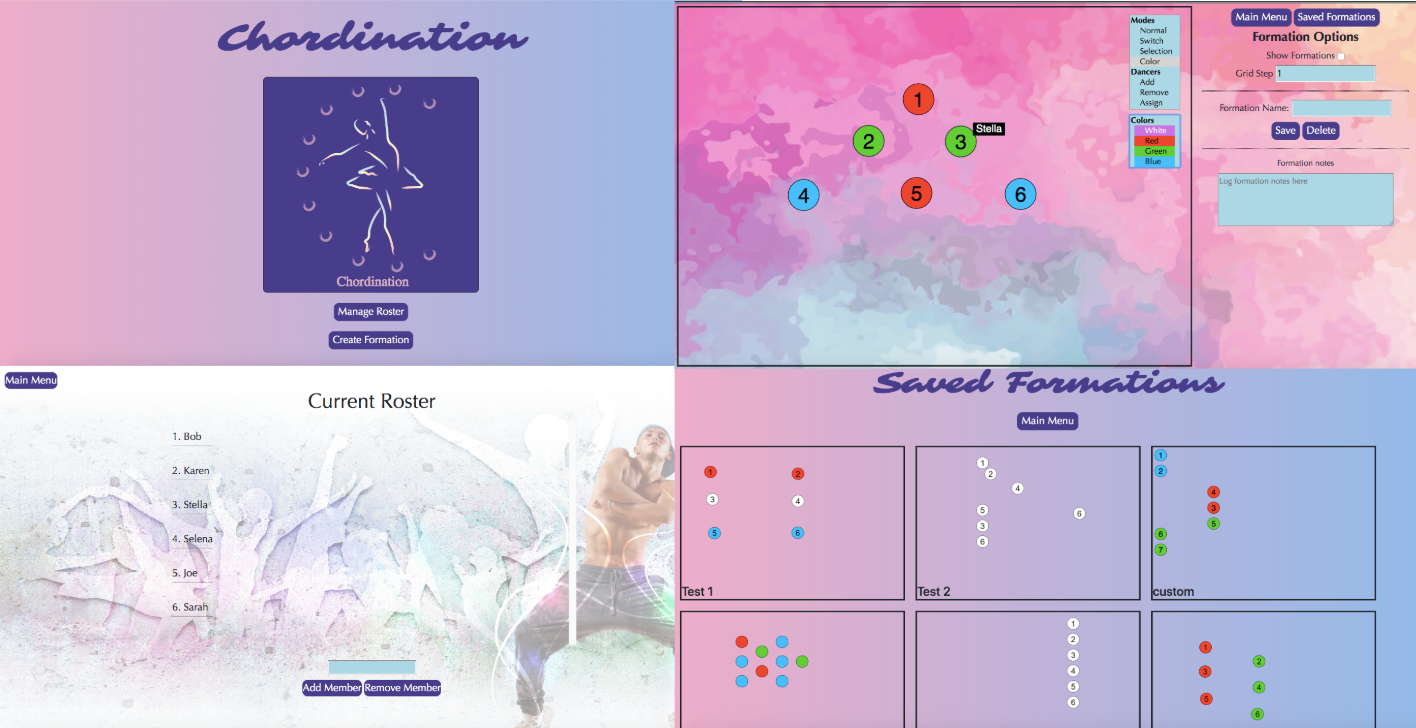 Chordination
Chordination
Manage Roster
Create Formation
1
2
3
Stella
4
5
6
Modes
Normal
Switch
Selection
Color
Dancers
Add
Remove
Assign
Colors
White
Red
Green
Blue
Main Menu
Saved Formations
Formation Options
Show Formations
Grid Step 1
Formation Name:
Save
Delete
Formation notes
Log formation notes here
Main Menu
Current Roster
1. Bob
2. Karen
3. Stella
4. Selena
5. Joe
6. Sarah
Add Member
Remove Member
Saved Formations
Main Menu
1
2
3
4
5
6
Test 1
1
2
4
5
6
3
6
Test 2
1
2
4
3
5
6
7
custom
1
2
3
4
5
6
1
2
3
4
5
6